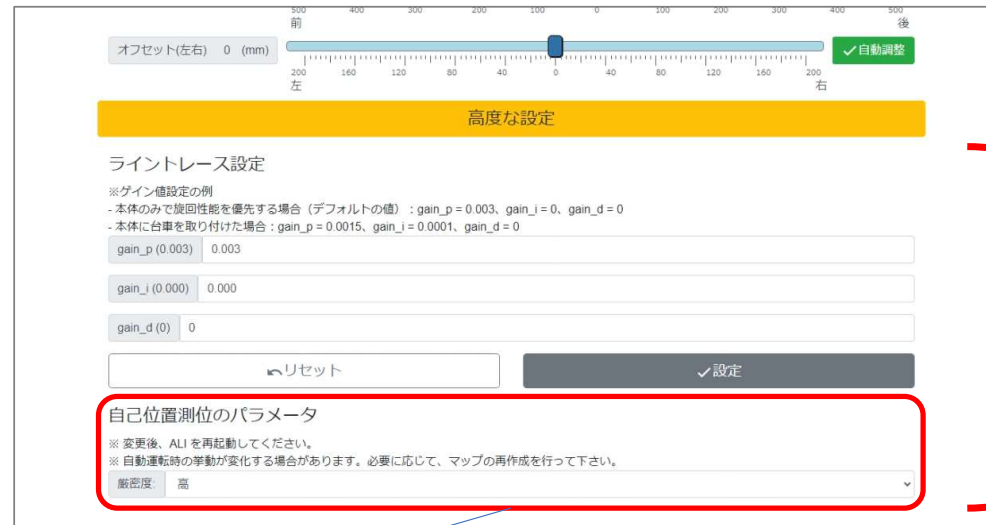 500 400 300 200 100 0 100 200 300 400 500
前 後
オフセット(左右) 0 (mm) ✓自動調整
200 160 120 80 40 0 40 80 120 160 200
左 右
高度な設定
ライントレース設定
※ゲイン値設定の例
- 本体のみで旋回性能を優先する場合（デフォルトの値）：gain_p = 0.003、gain_i = 0、gain_d = 0
- 本体に台車を取り付けた場合：gain_p = 0.0015、gain_i = 0.0001、gain_d = 0
gain_p (0.003) 0.003
gain_i (0.000) 0.000
gain_d (0) 0
リセット ✓設定
自己位置測位のパラメータ
※ 変更後、ALI を再起動してください。
※ 自動運転時の挙動が変化する場合があります。必要に応じて、マップの再作成を行って下さい。
厳密度: 高